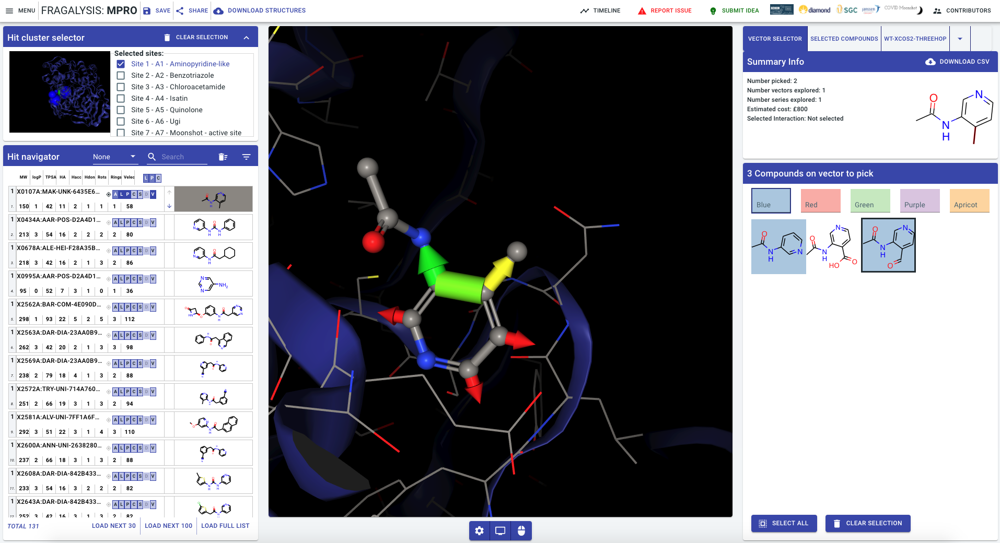 MENU
FRAGALYSIS: MPRO
SAVE
SHARE
DOWNLOAD STRUCTURES
TIMELINE
REPORT ISSUE
SUBMIT IDEA
XCHEM
diamond
SGC
janssen
COVID Moonshot
CONTRIBUTORS
Hit cluster selector
CLEAR SELECTION
Selected sites:
Site 1 - A1 - Aminopyridine-like
Site 2 - A2 - Benzotriazole
Site 3 - A3 - Chloroacetamide
Site 4 - A4 - Isatin
Site 5 - A5 - Quinolone
Site 6 - A6 - Ugi
Site 7 - A7 - Moonshot - active site
Hit navigator
None
Search
MW logP TPSA HA Hacc Hdon Rots Rings Velec L P C
1 X0107A:MAK-UNK-6435E6... A L P C S D V
1. 150 1 42 11 2 1 1 1 58
1 X0434A:AAR-POS-D2A4D1... A L P C S D V
2. 213 3 54 16 2 2 2 2 80
1 X0678A:ALE-HEI-F28A35B... A L P C S D V
3. 218 3 42 16 2 1 3 2 86
1 X0995A:AAR-POS-D2A4D1... A L P C S D V
4. 95 0 52 7 3 1 0 1 36
1 X2562A:BAR-COM-4E090D... A L P C S D V
5. 298 1 93 22 5 2 5 3 112
1 X2563A:DAR-DIA-23AA0B9... A L P C S D V
6. 262 3 42 20 2 1 3 3 98
1 X2569A:DAR-DIA-23AA0B9... A L P C S D V
7. 238 2 79 18 4 1 3 2 88
1 X2572A:TRY-UNI-714A760... A L P C S D V
8. 251 2 66 19 3 1 3 2 94
1 X2581A:ALV-UNI-7FF1A6F... A L P C S D V
9. 292 3 51 22 3 1 4 3 110
1 X2600A:ANN-UNI-2638280... A L P C S D V
10. 237 2 66 18 3 1 3 2 88
1 X2608A:DAR-DIA-842B433... A L P C S D V
11. 233 3 54 16 3 2 2 2 82
1 X2643A:DAR-DIA-842B433... A L P C S D V
12. 252 3 42 16 3 1 3 2 82
TOTAL 131
LOAD NEXT 30
LOAD NEXT 100
LOAD FULL LIST
VECTOR SELECTOR
SELECTED COMPOUNDS
WT-XCOS2-THREEHOP
Summary Info
DOWNLOAD CSV
Number picked: 2
Number vectors explored: 1
Number series explored: 1
Estimated cost: £800
Selected Interaction: Not selected
O
N
N
H
3 Compounds on vector to pick
Blue
Red
Green
Purple
Apricot
O
N
H
N
N
O
N
H
O
HO
O
N
N
H
O
SELECT ALL
CLEAR SELECTION